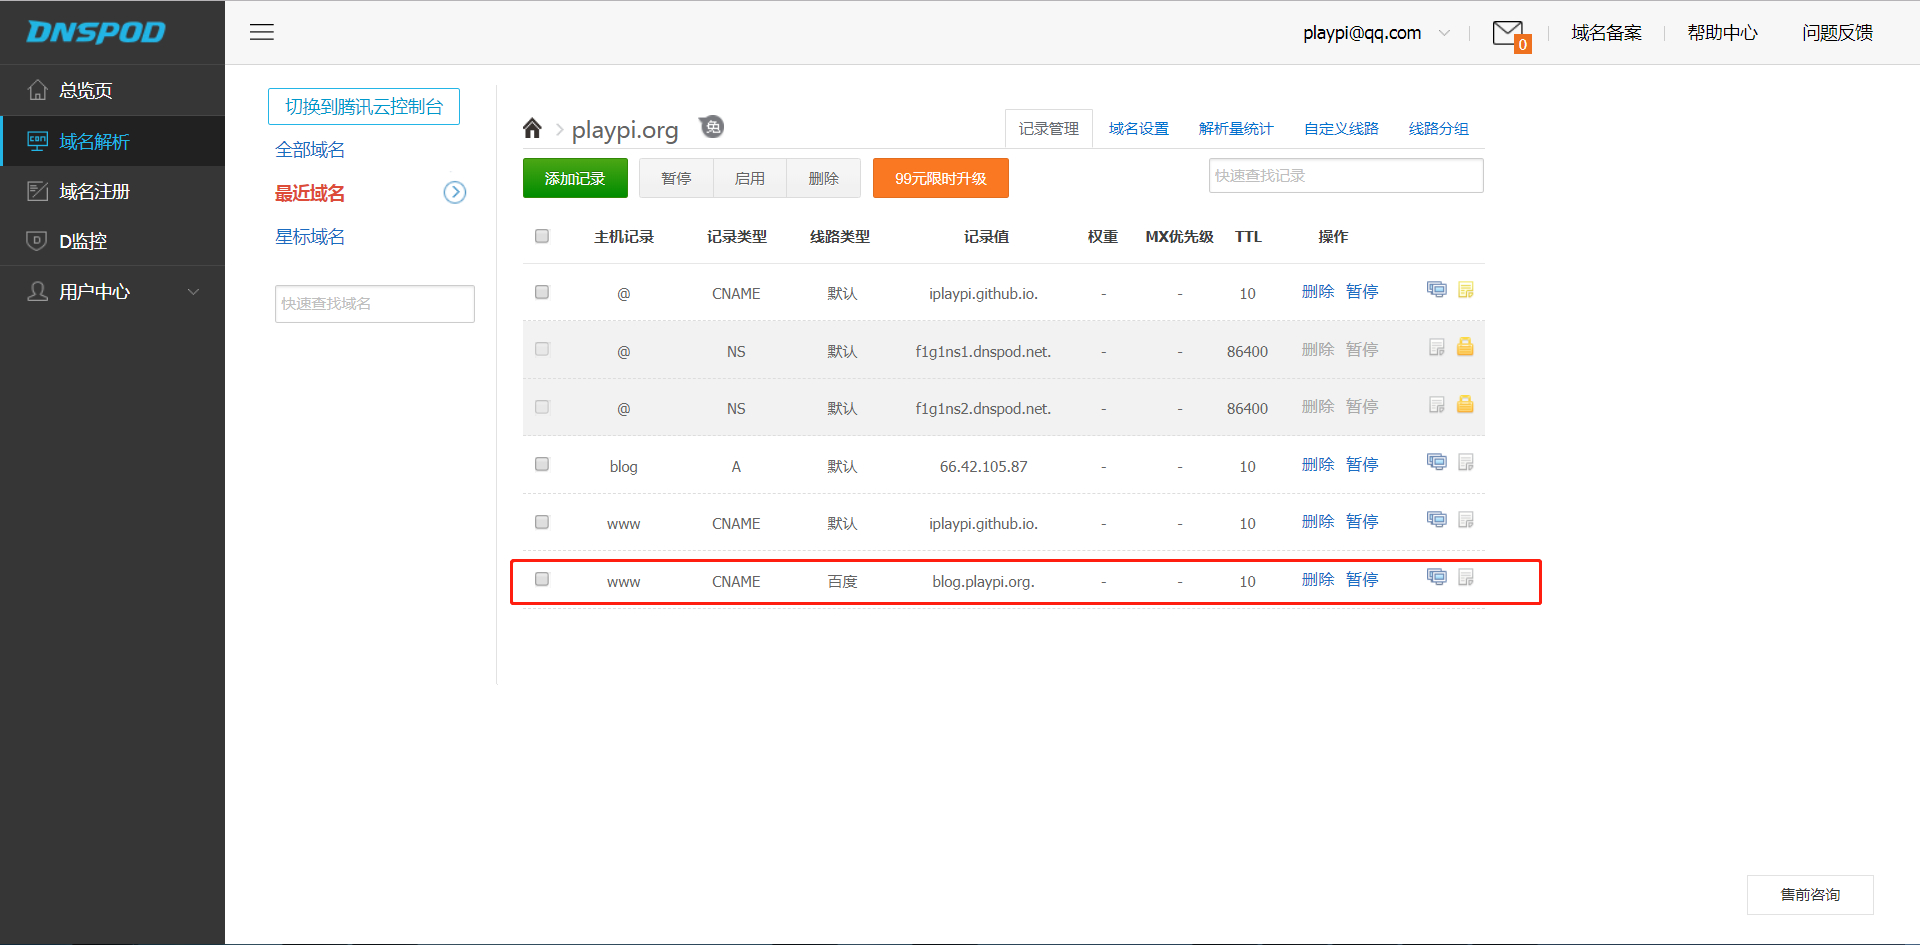 DNSPOD
playpi@qq.com
0
域名备案
帮助中心
问题反馈
总览页
域名解析
域名注册
D监控
用户中心
切换到腾讯云控制台
全部域名
最近域名
星标域名
快速查找域名
playpi.org
免
记录管理 域名设置 解析量统计 自定义线路 线路分组
添加记录 暂停 启用 删除 99元限时升级 快速查找记录
主机记录 记录类型 线路类型 记录值 权重 MX优先级 TTL 操作
@ CNAME 默认 iplaypi.github.io. - - 10 删除 暂停
@ NS 默认 f1g1ns1.dnspod.net. - - 86400 删除 暂停
@ NS 默认 f1g1ns2.dnspod.net. - - 86400 删除 暂停
blog A 默认 66.42.105.87 - - 10 删除 暂停
www CNAME 默认 iplaypi.github.io. - - 10 删除 暂停
www CNAME 百度 blog.playpi.org. - - 10 删除 暂停
售前咨询